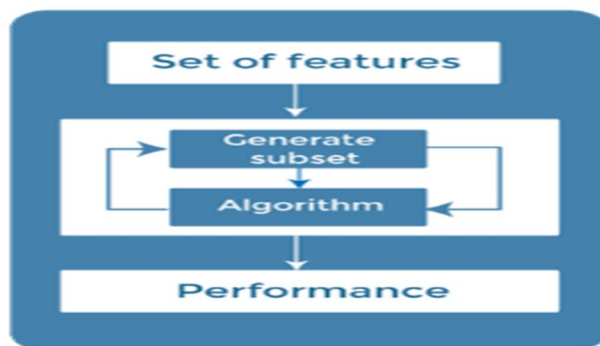 Set of features
Generate
subset
Algorithm
Performance